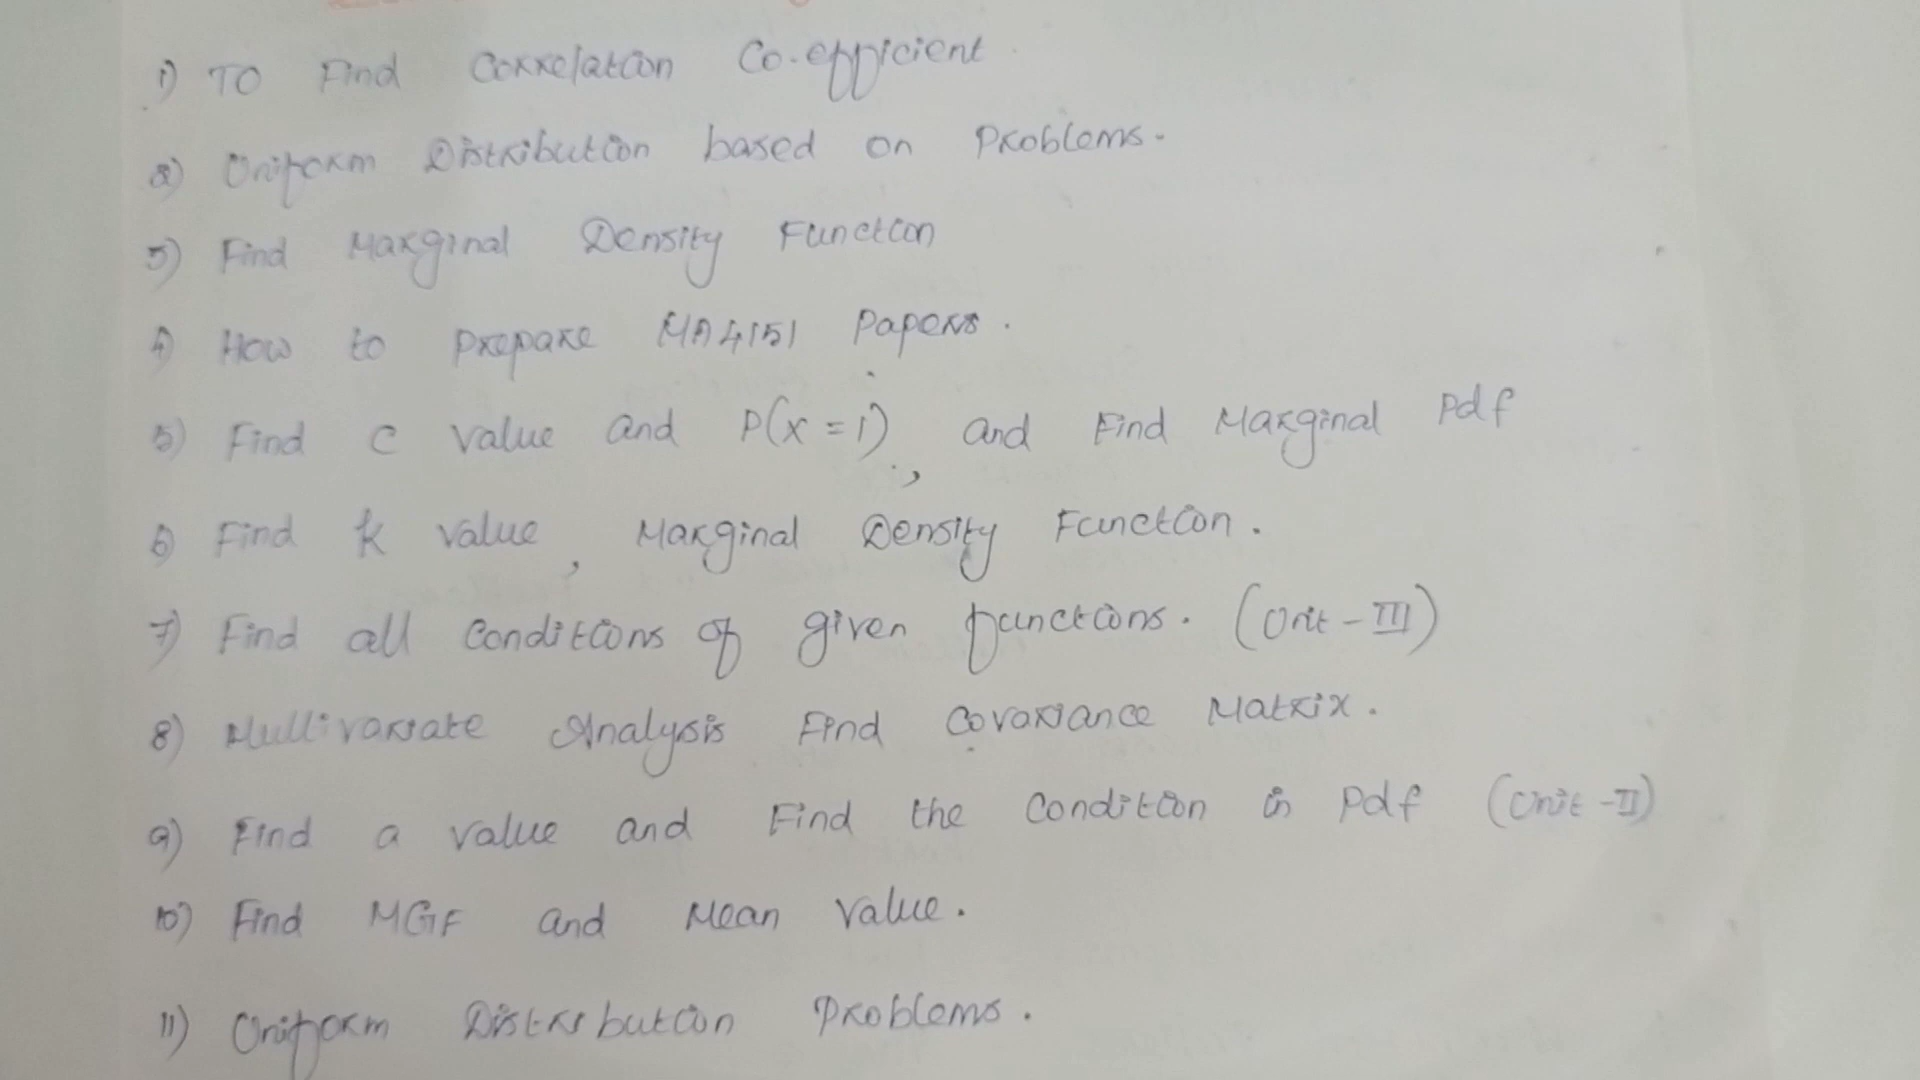 1) TO Find Correlation Co.efficient
2) Uniform Distribution based on Problems.
3) Find Marginal Density Function
4) How to prepare MA4151 Papers.
5) Find C value and P(x=1), and Find Marginal Pdf
6) Find k value, Marginal Density Function.
7) Find all Conditions of given functions. (Unit - III)
8) Multivariate Analysis Find Covariance Matrix.
9) Find a value and Find the Condition in Pdf (Unit - II)
10) Find MGF and Mean value.
11) Uniform Distribution Problems.